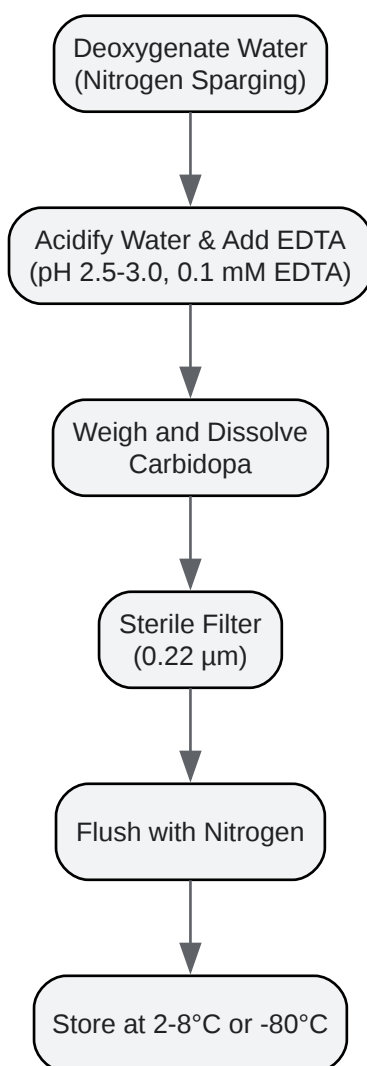 Deoxygenate Water
(Nitrogen Sparging)
Acidify Water & Add EDTA
(pH 2.5-3.0, 0.1 mM EDTA)
Weigh and Dissolve
Carbidopa
Sterile Filter
(0.22 µm)
Flush with Nitrogen
Store at 2-8°C or -80°C